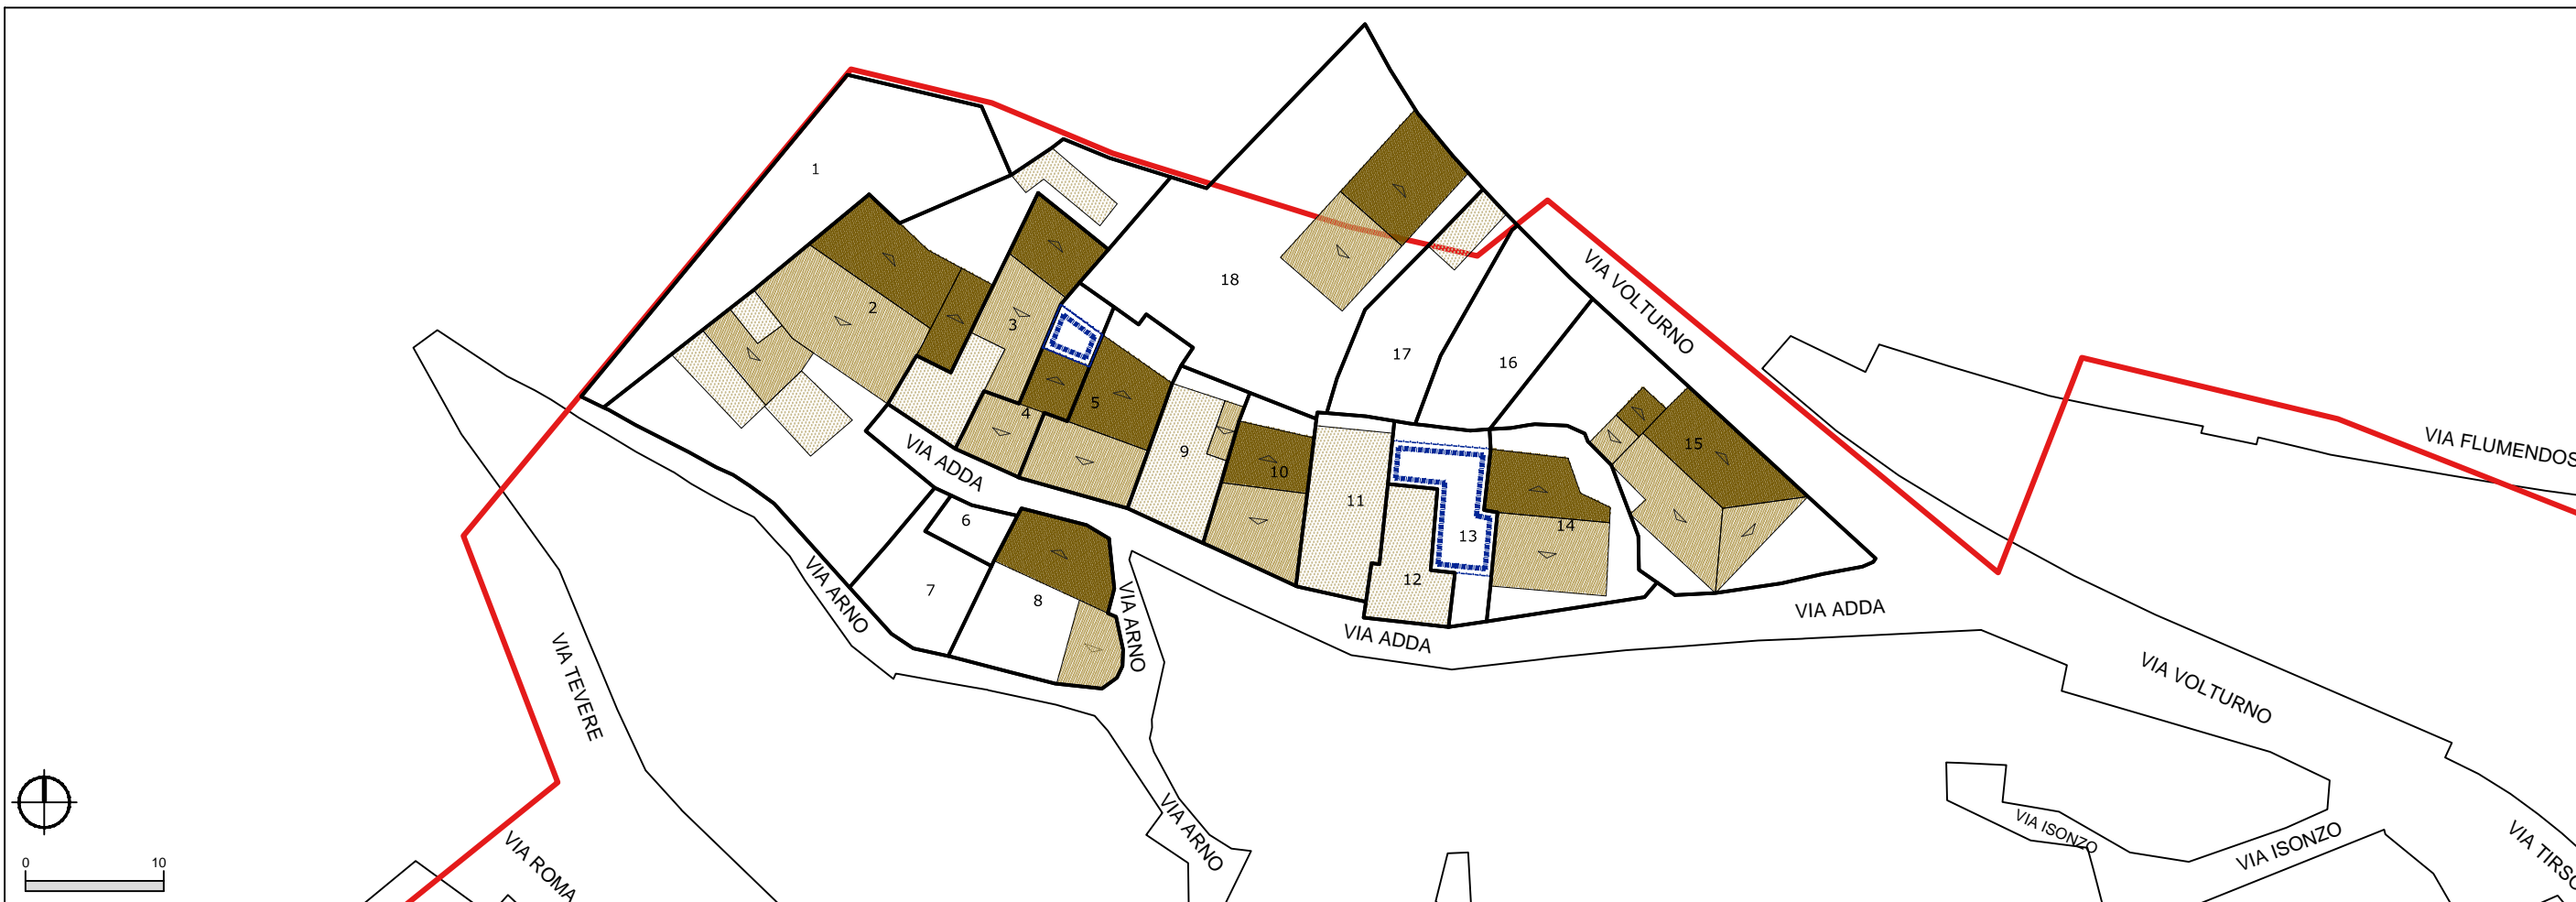 1
2
3
18
17
16
VIA VOLTURNO
4
5
9
10
11
12
13
14
15
VIA FLUMENDOS
VIA ADDA
6
7
8
VIA ARNO
VIA ARNO
VIA ADDA
VIA ADDA
VIA TEVERE
VIA VOLTURNO
VIA ARNO
VIA ISONZO
VIA ISONZO
VIA TIRSO
VIA ROMA
0 10